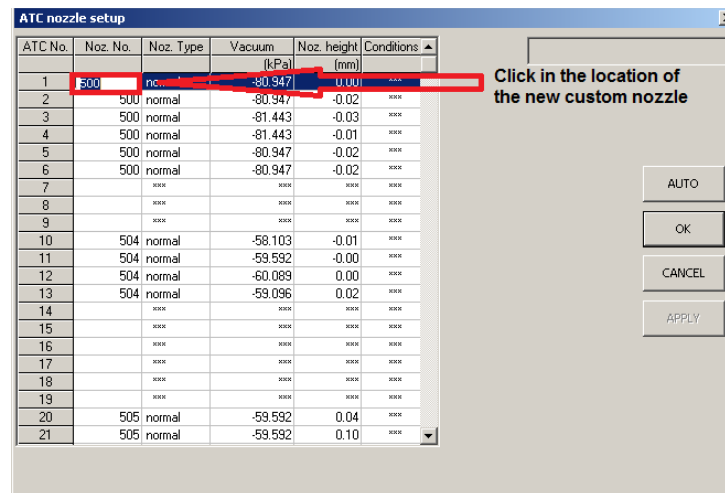 ATC nozzle setup
ATC No. Noz. No. Noz. Type Vacuum Noz. height Conditions
(kPa) (mm)
1 500 -80.947 0.00 ***
2 500 normal -80.947 -0.02 ***
3 500 normal -81.443 -0.03 ***
4 500 normal -81.443 -0.01 ***
5 500 normal -80.947 -0.02 ***
6 500 normal -80.947 -0.02 ***
7 *** *** *** ***
8 *** *** *** ***
9 *** *** *** ***
10 504 normal -58.103 -0.01 ***
11 504 normal -59.592 -0.00 ***
12 504 normal -60.089 0.00 ***
13 504 normal -59.096 0.02 ***
14 *** *** *** ***
15 *** *** *** ***
16 *** *** *** ***
17 *** *** *** ***
18 *** *** *** ***
19 *** *** *** ***
20 505 normal -59.592 0.04 ***
21 505 normal -59.592 0.10 ***
Click in the location of
the new custom nozzle
AUTO
OK
CANCEL
APPLY